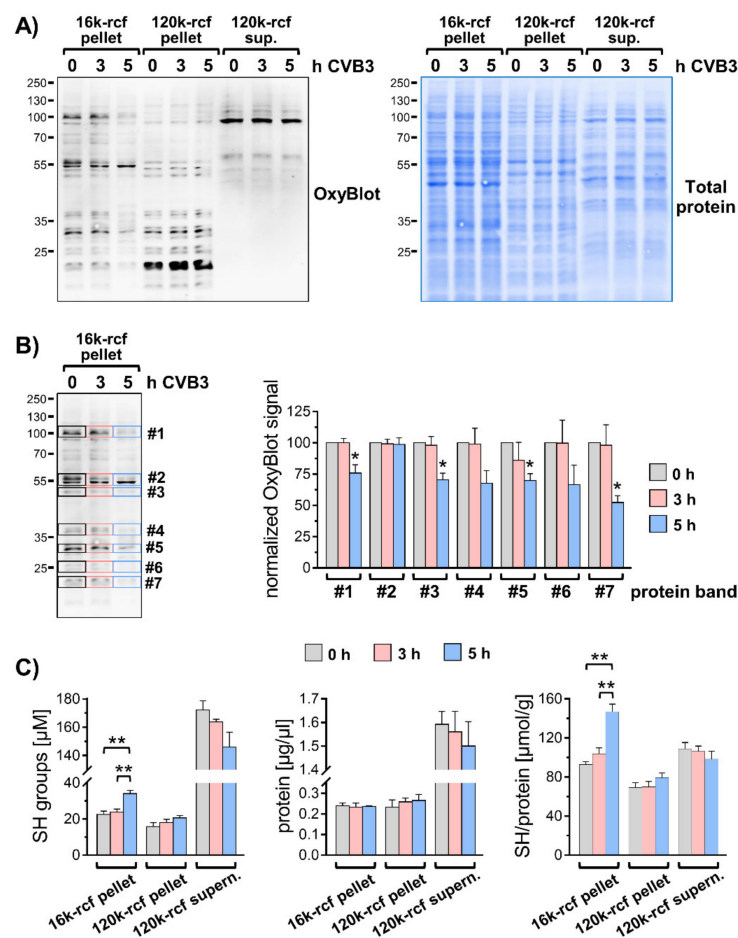 A)
16k-rcf pellet 120k-rcf pellet 120k-rcf sup.
0 3 5 0 3 5 0 3 5 h CVB3
250
130
100
70
55
35
25
OxyBlot
16k-rcf pellet 120k-rcf pellet 120k-rcf sup.
0 3 5 0 3 5 0 3 5 h CVB3
250
130
100
70
55
35
25
Total
protein
B)
16k-rcf
pellet
0 3 5 h CVB3
250
130
100
70
55
35
25
#1
#2
#3
#4
#5
#6
#7
normalized OxyBlot signal
125
100
75
50
25
0
* * * *
#1 #2 #3 #4 #5 #6 #7 protein band
0 h
3 h
5 h
C)
0 h 3 h 5 h
SH groups [µM]
180
160
140
40
20
0
**
**
16k-rcf pellet
120k-rcf pellet
120k-rcf supern.
protein [µg/µl]
1.7
1.6
1.5
1.4
0.3
0.2
0.1
0.0
16k-rcf pellet
120k-rcf pellet
120k-rcf supern.
SH/protein [µmol/g]
160
120
80
40
0
**
**
16k-rcf pellet
120k-rcf pellet
120k-rcf supern.